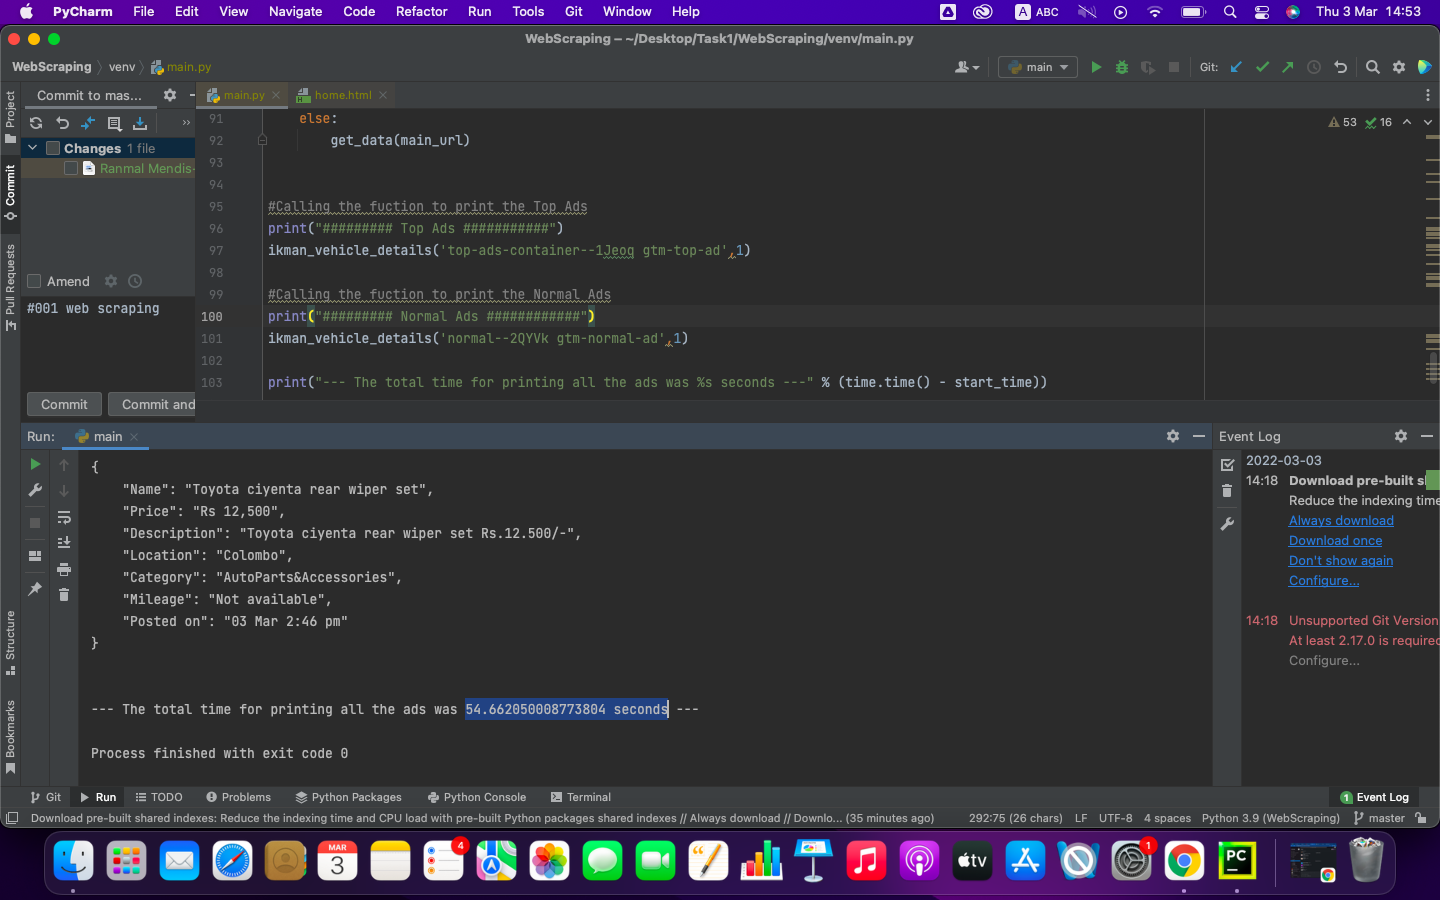 PyCharm File Edit View Navigate Code Refactor Run Tools Git Window Help A ABC Thu 3 Mar 14:53
WebScraping – ~/Desktop/Task1/WebScraping/venv/main.py
WebScraping venv main.py main Git:
Project
Commit
Pull Requests
Structure
Bookmarks
Commit to mas...
Changes 1 file
Ranmal Mendis-
Amend
#001 web scraping
Commit Commit and
main.py home.html
53 16
91 else:
92 get_data(main_url)
93
94
95 #Calling the fuction to print the Top Ads
96 print("######### Top Ads ###########")
97 ikman_vehicle_details('top-ads-container--1Jeoq gtm-top-ad',1)
98
99 #Calling the fuction to print the Normal Ads
100 print("######### Normal Ads ############")
101 ikman_vehicle_details('normal--2QYVk gtm-normal-ad',1)
102
103 print("--- The total time for printing all the ads was %s seconds ---" % (time.time() - start_time))
Run: main
{
"Name": "Toyota ciyenta rear wiper set",
"Price": "Rs 12,500",
"Description": "Toyota ciyenta rear wiper set Rs.12.500/-",
"Location": "Colombo",
"Category": "AutoParts&Accessories",
"Mileage": "Not available",
"Posted on": "03 Mar 2:46 pm"
}
--- The total time for printing all the ads was 54.662050008773804 seconds ---
Process finished with exit code 0
Event Log
2022-03-03
14:18 Download pre-built s
Reduce the indexing time
Always download
Download once
Don't show again
Configure...
14:18 Unsupported Git Version
At least 2.17.0 is required
Configure...
Git Run TODO Problems Python Packages Python Console Terminal 1 Event Log
Download pre-built shared indexes: Reduce the indexing time and CPU load with pre-built Python packages shared indexes // Always download // Downlo... (35 minutes ago) 292:75 (26 chars) LF UTF-8 4 spaces Python 3.9 (WebScraping) master
MAR
3
4
tv
1
PC